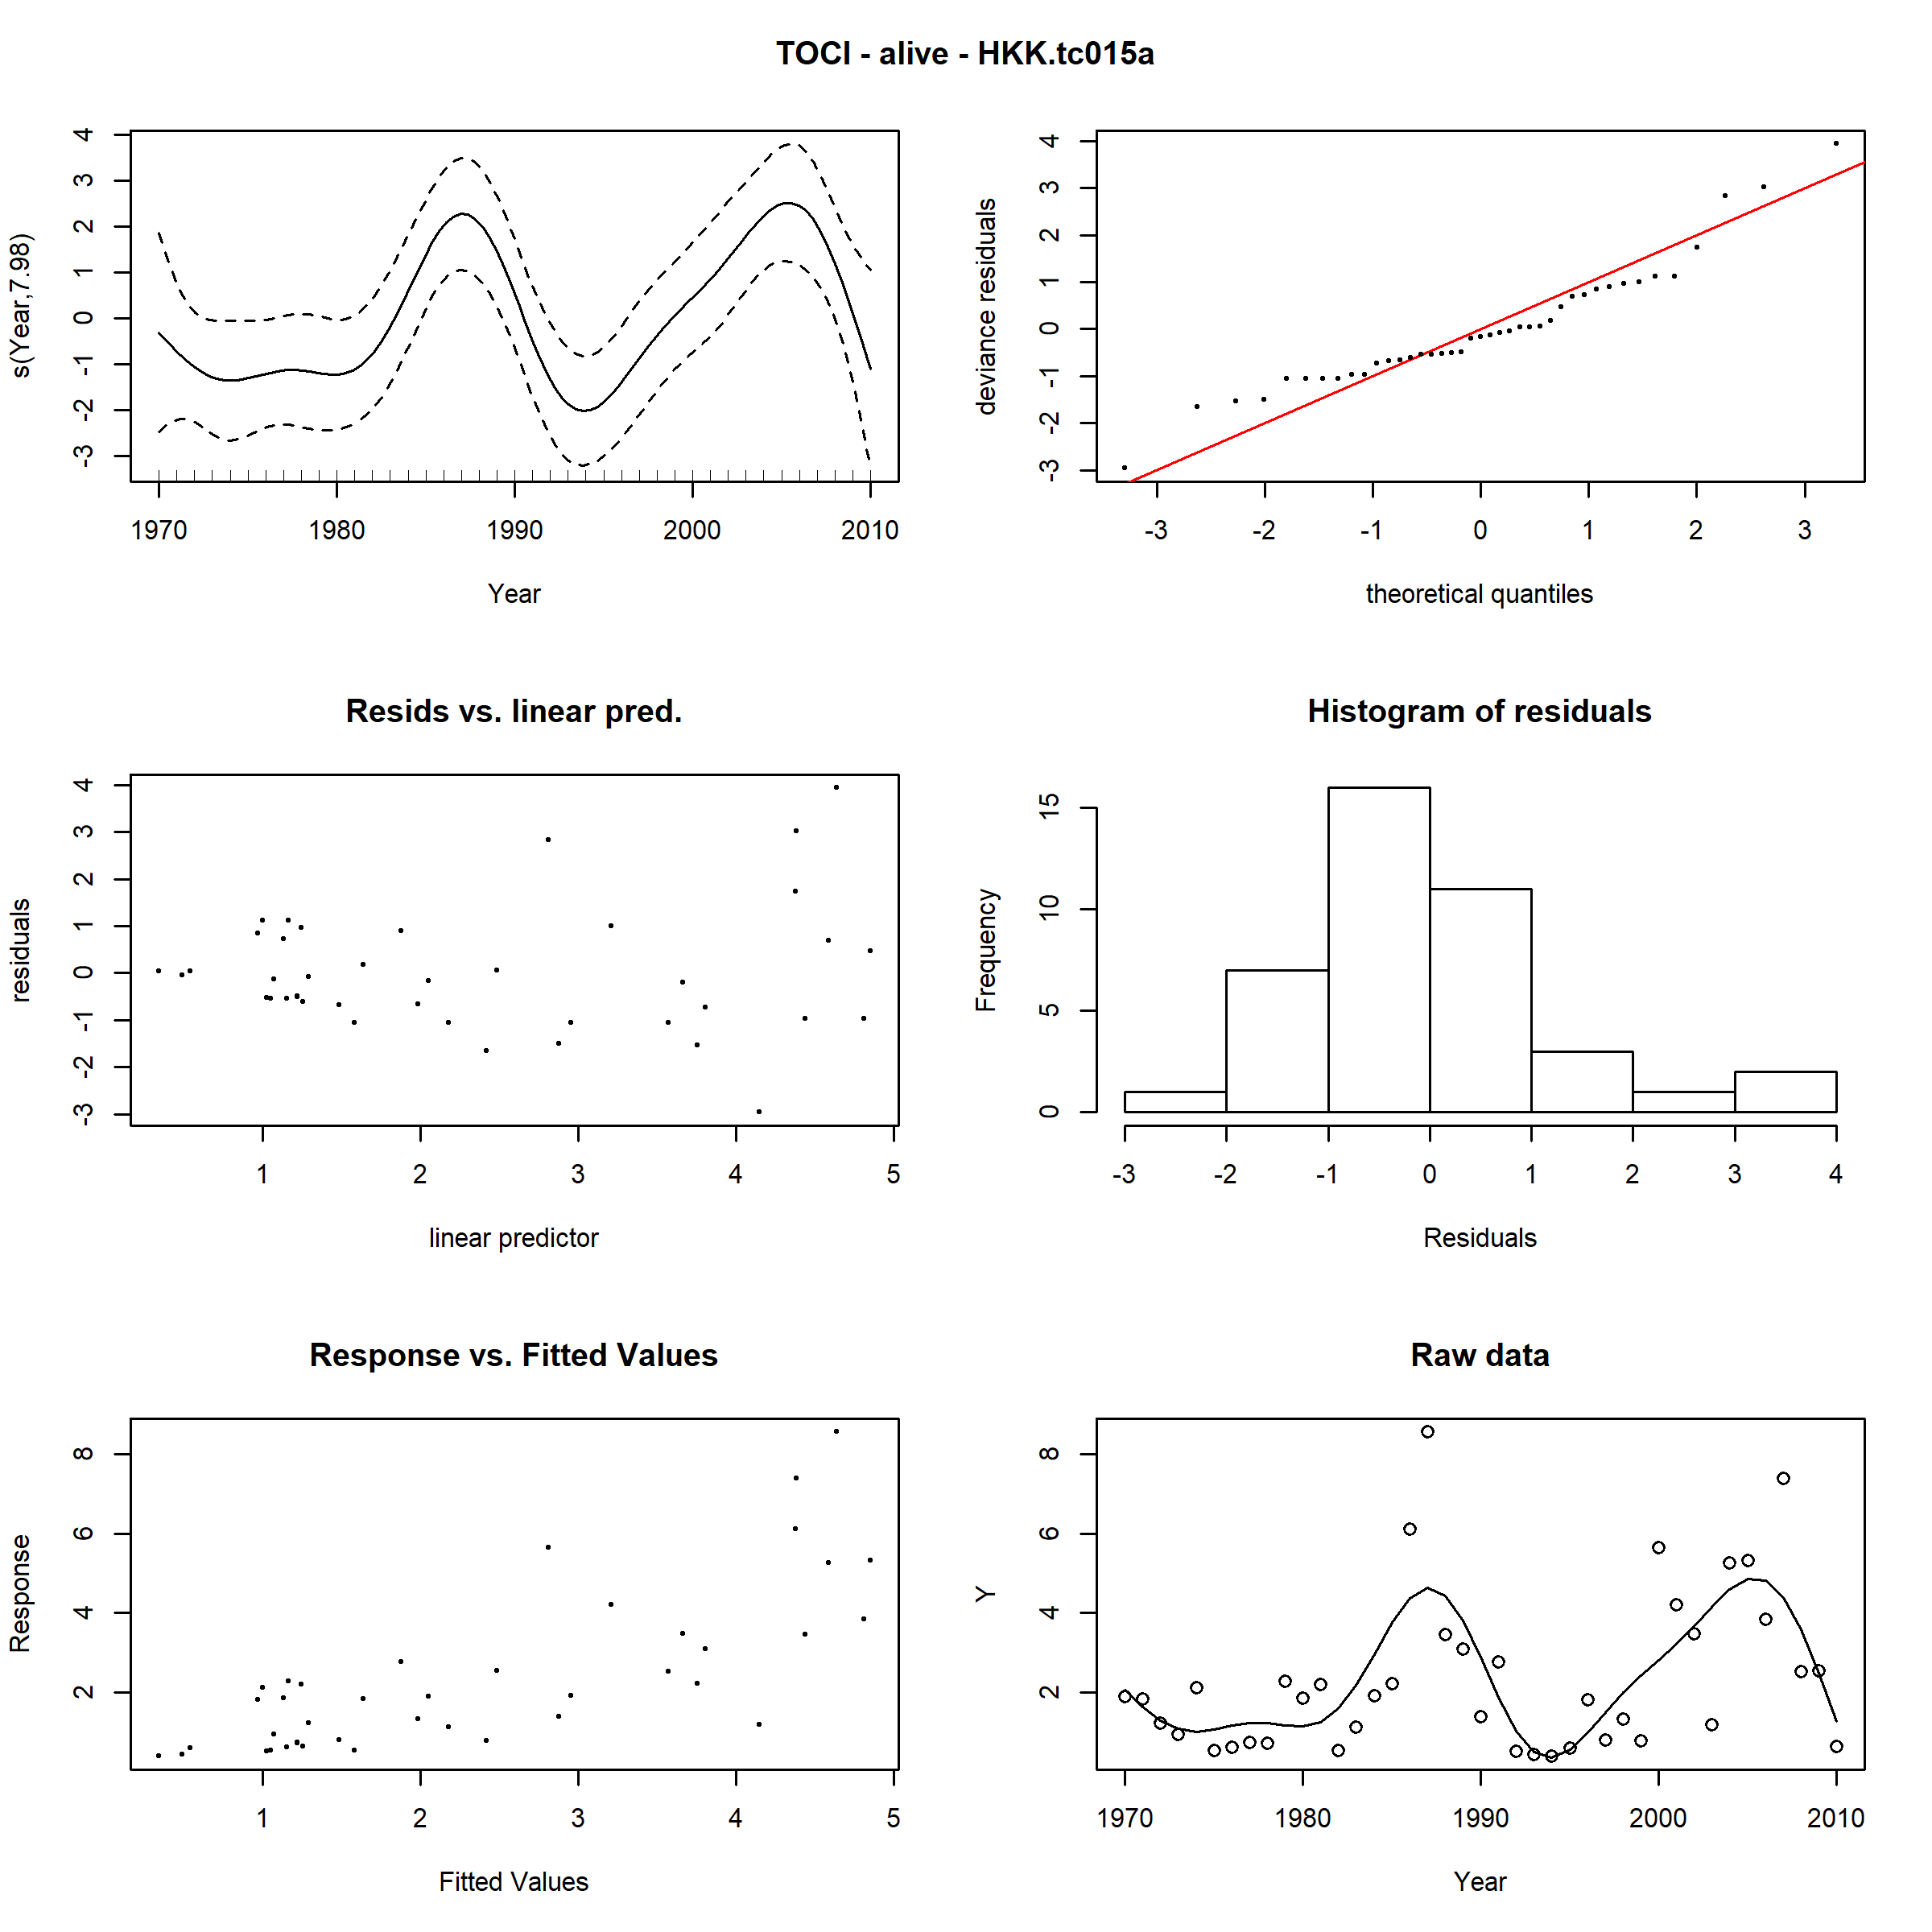 TOCI - alive - HKK.tc015a
s(Year,7.98)
4
3
2
1
0
-1
-2
-3
1970 1980 1990 2000 2010
Year
deviance residuals
4
3
2
1
0
-1
-2
-3
-3 -2 -1 0 1 2 3
theoretical quantiles
Resids vs. linear pred.
residuals
4
3
2
1
0
-1
-2
-3
1 2 3 4 5
linear predictor
Histogram of residuals
Frequency
15
10
5
0
-3 -2 -1 0 1 2 3 4
Residuals
Response vs. Fitted Values
Response
8
6
4
2
1 2 3 4 5
Fitted Values
Raw data
Y
8
6
4
2
1970 1980 1990 2000 2010
Year